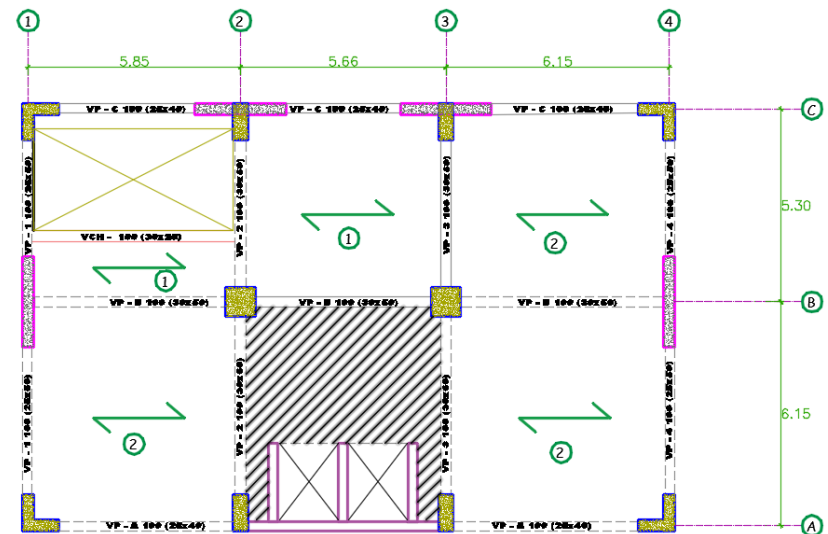 1 2 3 4
5.85 5.66 6.15
VP - C 100 (25x40) VP - C 100 (25x40) VP - C 100 (25x40) C
VP - 1 100 (25x50) VP - 2 100 (30x50) VP - 3 100 (30x50) VP - 4 100 (25x50)
5.30
1 2
VCH - 100 (30x20)
1
VP - B 100 (30x50) VP - B 100 (30x50) VP - B 100 (30x50) B
VP - 1 100 (25x50) VP - 2 100 (30x50) VP - 3 100 (30x50) VP - 4 100 (25x50)
6.15
2 2
VP - A 100 (25x40) VP - A 100 (25x40) A